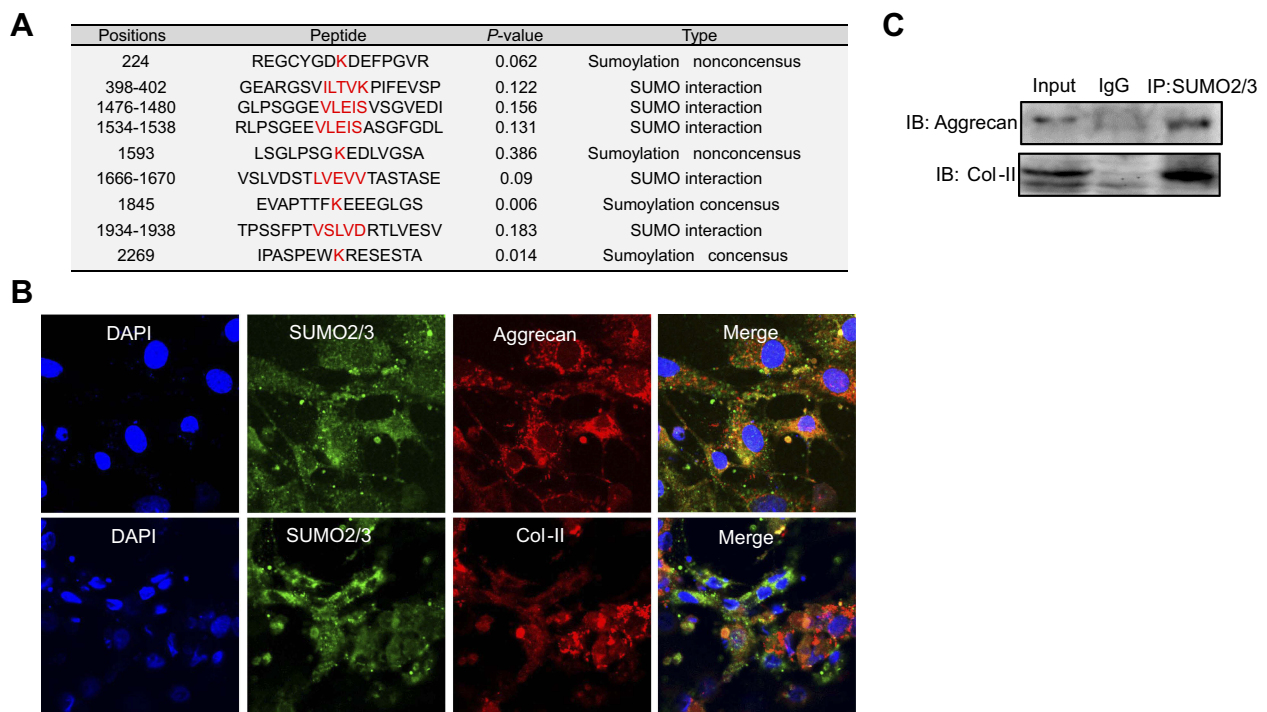 A
Positions Peptide P-value Type
224 REGCYGDKDEFPGVR 0.062 Sumoylation nonconcensus
398-402 GEARGSVILTVKPIFEVSP 0.122 SUMO interaction
1476-1480 GLPSGGEVLEISVSGVEDI 0.156 SUMO interaction
1534-1538 RLPSGEEVLEISASGFGDL 0.131 SUMO interaction
1593 LSGLPSGKEDLVGSA 0.386 Sumoylation nonconcensus
1666-1670 VSLVDSTLVEVVTASTASE 0.09 SUMO interaction
1845 EVAPTTFKEEEGLGS 0.006 Sumoylation concensus
1934-1938 TPSSFPTVSLVDRTLVESV 0.183 SUMO interaction
2269 IPASPEWKRESESTA 0.014 Sumoylation concensus
B
DAPI SUMO2/3 Aggrecan Merge
DAPI SUMO2/3 Col-II Merge
C
Input IgG IP:SUMO2/3
IB: Aggrecan
IB: Col-II